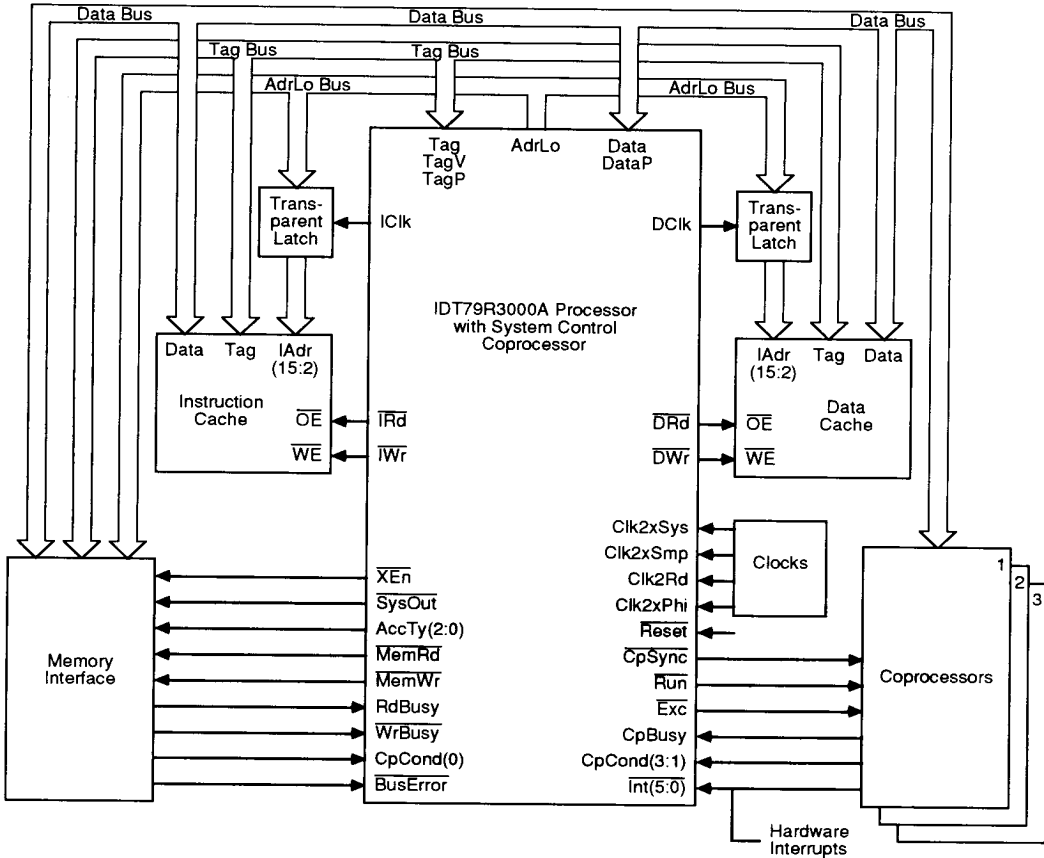 Data Bus
Data Bus
Data Bus
Tag Bus
Tag Bus
AdrLo Bus
AdrLo Bus
Tag
TagV
TagP
AdrLo
Data
DataP
Trans-
parent
Latch
IClk
DClk
Trans-
parent
Latch
IDT79R3000A Processor
with System Control
Coprocessor
Data Tag IAdr
(15:2)
Instruction
Cache
OE
WE
IRd
IWr
DRd
DWr
IAdr Tag Data
(15:2)
Data
Cache
OE
WE
Clk2xSys
Clk2xSmp
Clk2Rd
Clk2xPhi
Clocks
Reset
CpSync
Run
Exc
CpBusy
CpCond(3:1)
Int(5:0)
XEn
SysOut
AccTy(2:0)
MemRd
MemWr
RdBusy
WrBusy
CpCond(0)
BusError
Memory
Interface
1
2
3
Coprocessors
Hardware
Interrupts